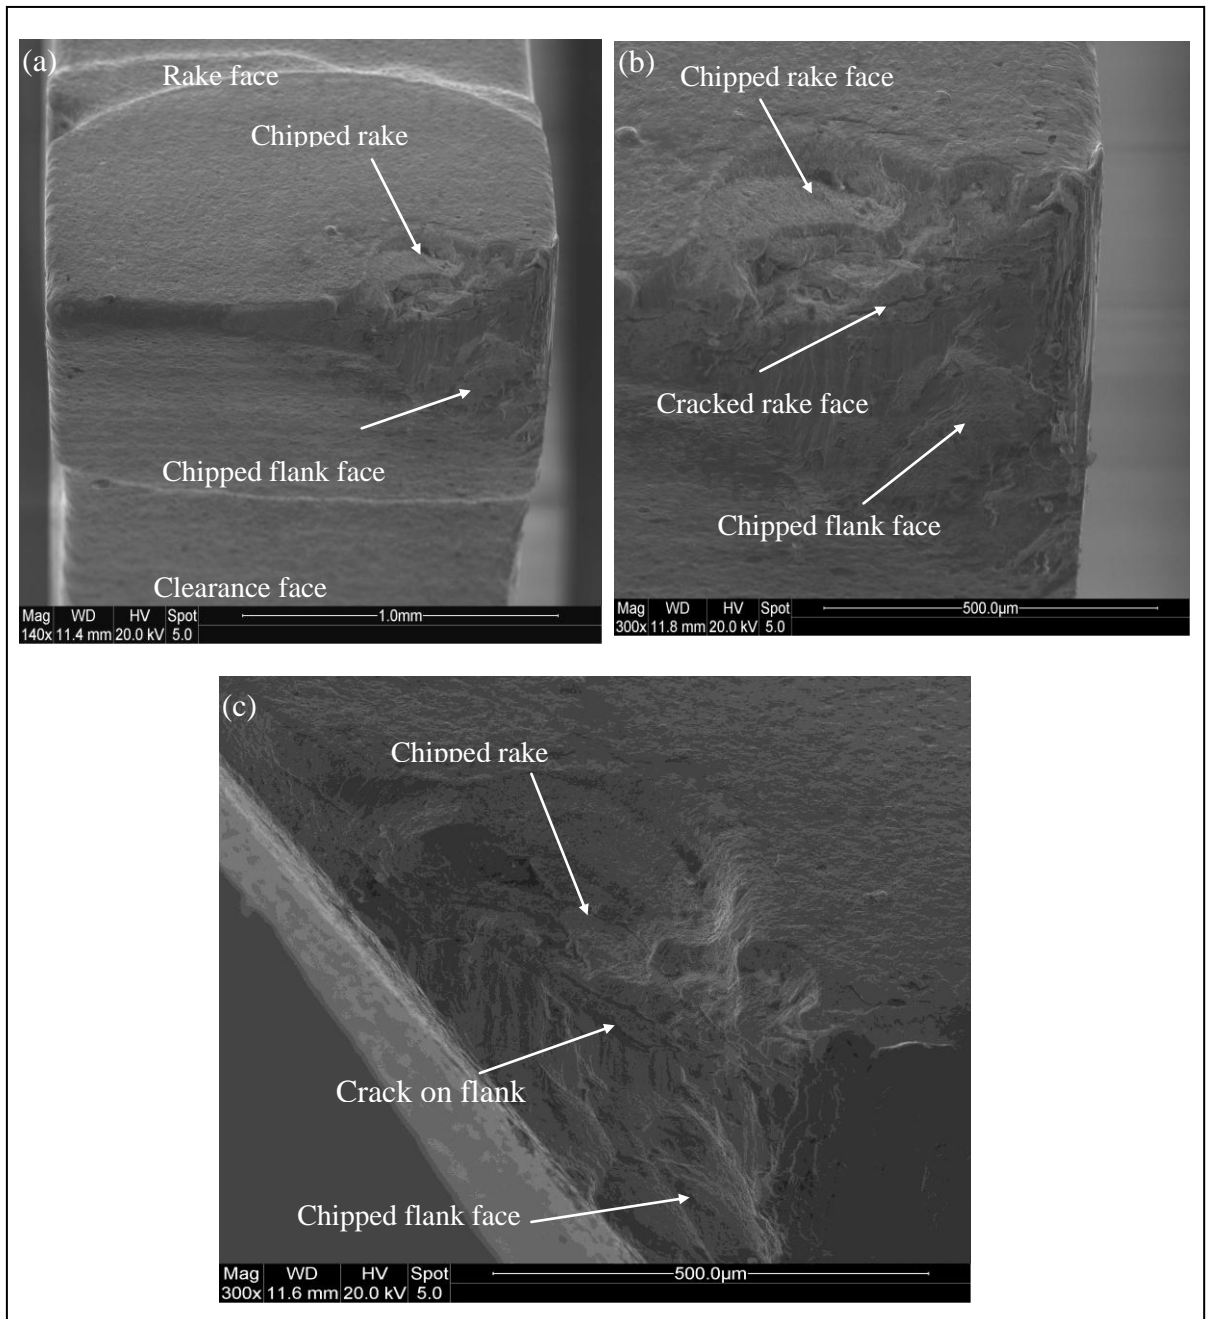 (a)
Rake face
Chipped rake
Chipped flank face
Clearance face
Mag WD HV Spot 1.0mm
140x 11.4 mm 20.0 kV 5.0
(b)
Chipped rake face
Cracked rake face
Chipped flank face
Mag WD HV Spot 500.0µm
300x 11.8 mm 20.0 kV 5.0
(c)
Chipped rake
Crack on flank
Chipped flank face
Mag WD HV Spot 500.0µm
300x 11.6 mm 20.0 kV 5.0